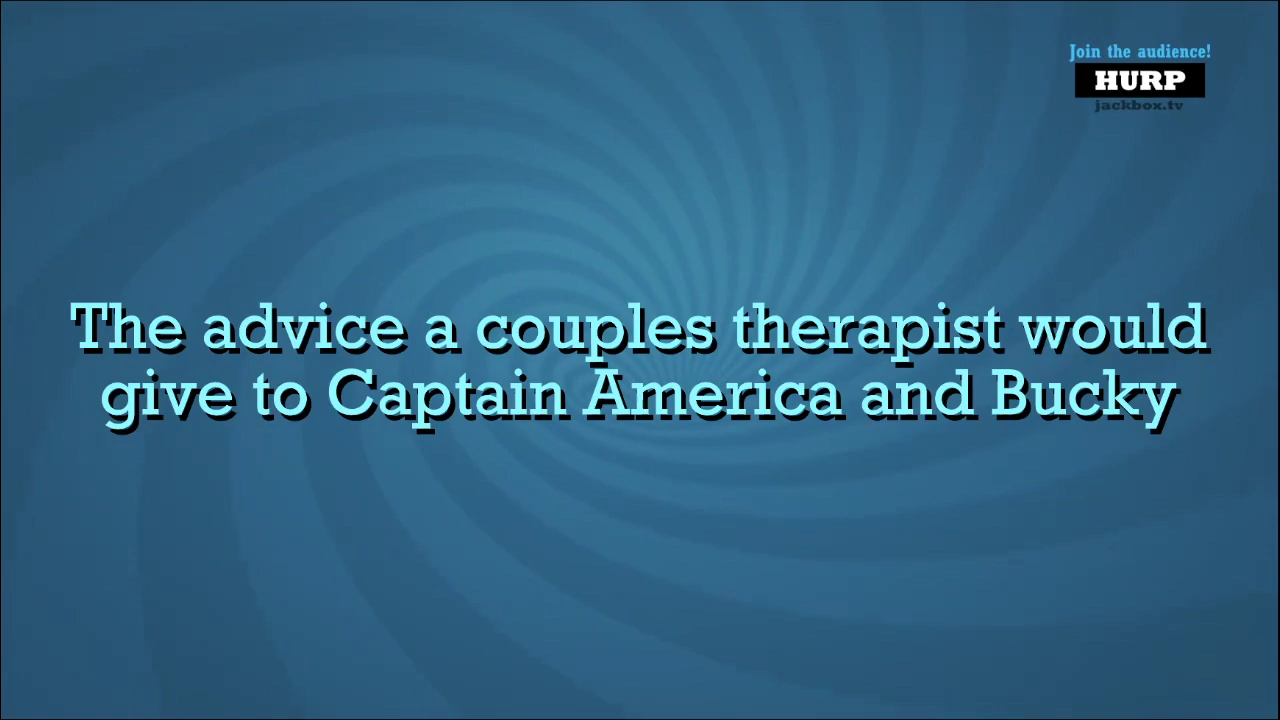 Join the audience!
HURP
jackbox.tv
The advice a couples therapist would
give to Captain America and Bucky